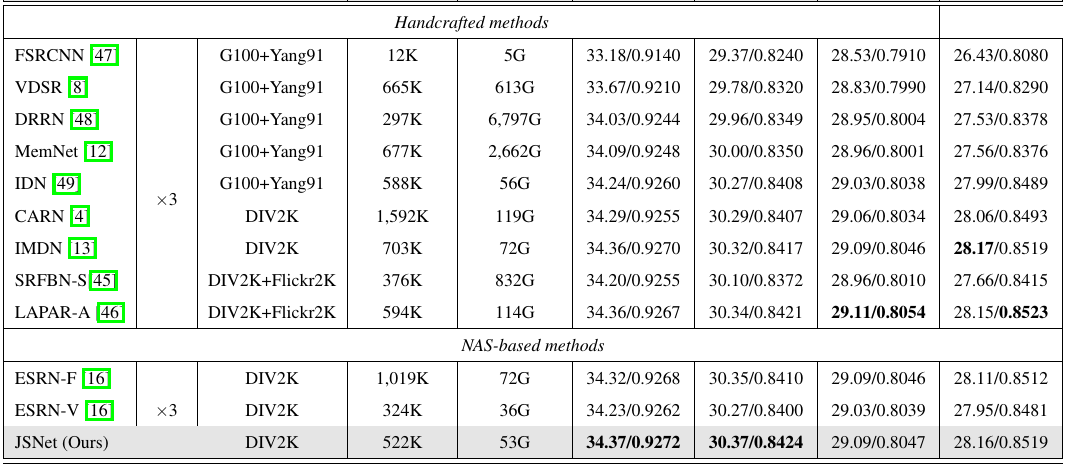 Handcrafted methods
FSRCNN [47] G100+Yang91 12K 5G 33.18/0.9140 29.37/0.8240 28.53/0.7910 26.43/0.8080
VDSR [8] G100+Yang91 665K 613G 33.67/0.9210 29.78/0.8320 28.83/0.7990 27.14/0.8290
DRRN [48] G100+Yang91 297K 6,797G 34.03/0.9244 29.96/0.8349 28.95/0.8004 27.53/0.8378
MemNet [12] G100+Yang91 677K 2,662G 34.09/0.9248 30.00/0.8350 28.96/0.8001 27.56/0.8376
IDN [49] G100+Yang91 588K 56G 34.24/0.9260 30.27/0.8408 29.03/0.8038 27.99/0.8489
×3
CARN [4] DIV2K 1,592K 119G 34.29/0.9255 30.29/0.8407 29.06/0.8034 28.06/0.8493
IMDN [13] DIV2K 703K 72G 34.36/0.9270 30.32/0.8417 29.09/0.8046 28.17/0.8519
SRFBN-S [45] DIV2K+Flickr2K 376K 832G 34.20/0.9255 30.10/0.8372 28.96/0.8010 27.66/0.8415
LAPAR-A [46] DIV2K+Flickr2K 594K 114G 34.36/0.9267 30.34/0.8421 29.11/0.8054 28.15/0.8523
NAS-based methods
ESRN-F [16] DIV2K 1,019K 72G 34.32/0.9268 30.35/0.8410 29.09/0.8046 28.11/0.8512
ESRN-V [16] ×3 DIV2K 324K 36G 34.23/0.9262 30.27/0.8400 29.03/0.8039 27.95/0.8481
JSNet (Ours) DIV2K 522K 53G 34.37/0.9272 30.37/0.8424 29.09/0.8047 28.16/0.8519